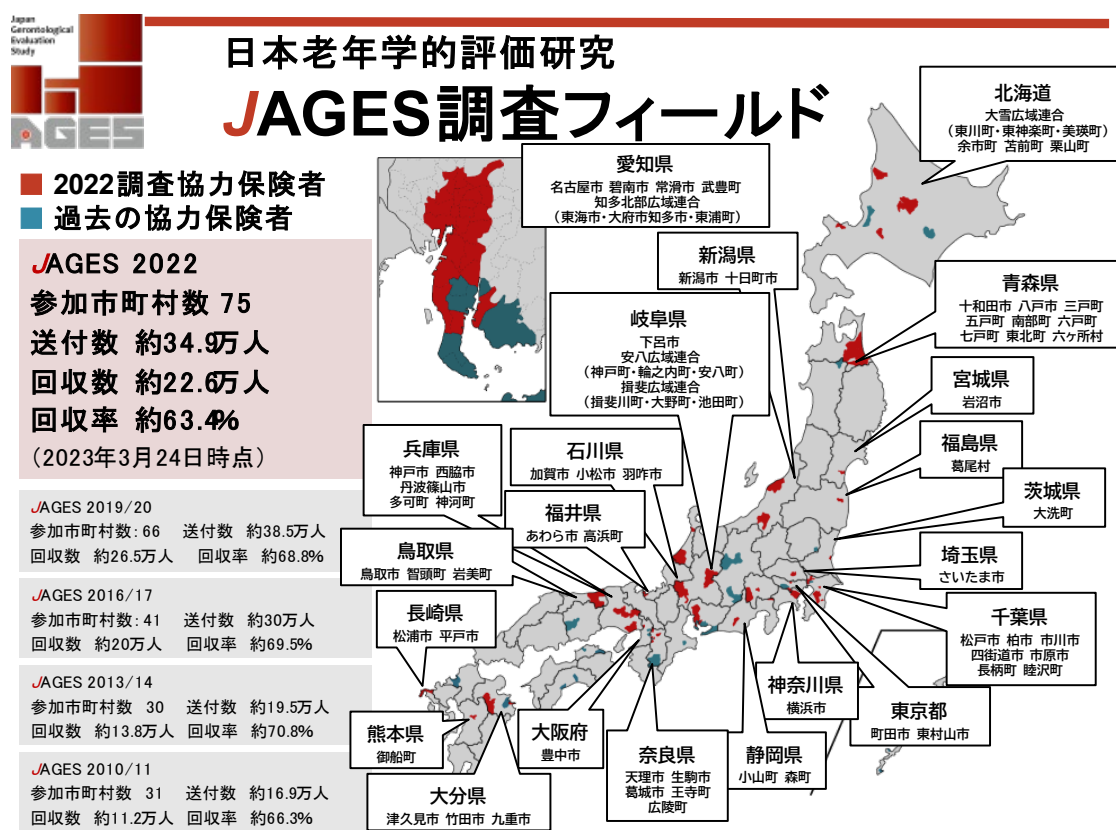 Japan
Gerontological
Evaluation
Study
AGES
日本老年学的評価研究
JAGES調査フィールド
■ 2022調査協力保険者
■ 過去の協力保険者
JAGES 2022
参加市町村数 75
送付数 約34.9万人
回収数 約22.6万人
回収率 約63.4%
（2023年3月24日時点）
JAGES 2019/20
参加市町村数：66 送付数 約38.5万人
回収数 約26.5万人 回収率 約68.8%
JAGES 2016/17
参加市町村数：41 送付数 約30万人
回収数 約20万人 回収率 約69.5%
JAGES 2013/14
参加市町村数 30 送付数 約19.5万人
回収数 約13.8万人 回収率 約70.8%
JAGES 2010/11
参加市町村数 31 送付数 約16.9万人
回収数 約11.2万人 回収率 約66.3%
北海道
大雪広域連合
（東川町・東神楽町・美瑛町）
余市町 苫前町 栗山町
愛知県
名古屋市 碧南市 常滑市 武豊町
知多北部広域連合
（東海市・大府市知多市・東浦町）
新潟県
新潟市 十日町市
青森県
十和田市 八戸市 三戸町
五戸町 南部町 六戸町
七戸町 東北町 六ヶ所村
岐阜県
下呂市
安八広域連合
（神戸町・輪之内町・安八町）
揖斐広域連合
（揖斐川町・大野町・池田町）
宮城県
岩沼市
福島県
葛尾村
兵庫県
神戸市 西脇市
丹波篠山市
多可町 神河町
石川県
加賀市 小松市 羽咋市
茨城県
大洗町
福井県
あわら市 高浜町
鳥取県
鳥取市 智頭町 岩美町
埼玉県
さいたま市
長崎県
松浦市 平戸市
千葉県
松戸市 柏市 市川市
四街道市 市原市
長柄町 睦沢町
神奈川県
横浜市
東京都
町田市 東村山市
熊本県
御船町
大阪府
豊中市
奈良県
天理市 生駒市
葛城市 王寺町
広陵町
静岡県
小山町 森町
大分県
津久見市 竹田市 九重市